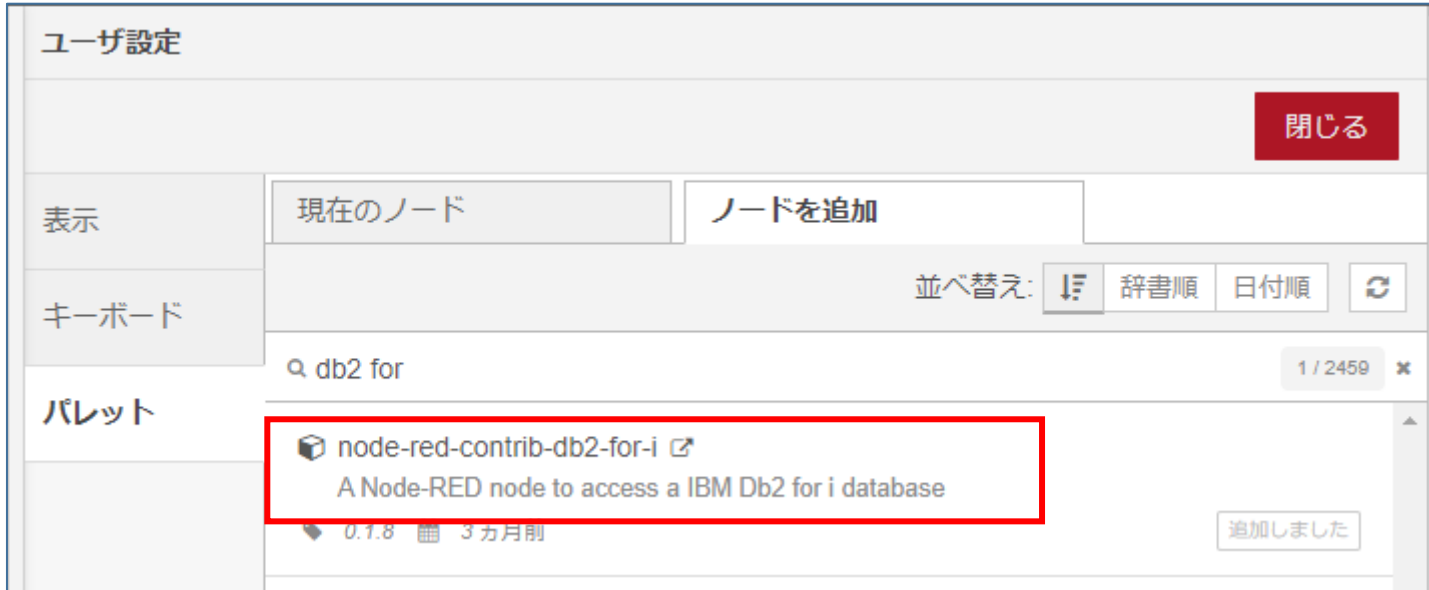 ユーザ設定
閉じる
表示
キーボード
パレット
現在のノード
ノードを追加
並べ替え: 辞書順 日付順
db2 for
1 / 2459
node-red-contrib-db2-for-i
A Node-RED node to access a IBM Db2 for i database
0.1.8 3 ヵ月前
追加しました